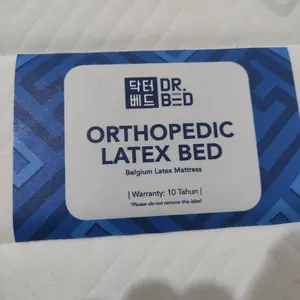 닥터 DR.
베드 BED
ORTHOPEDIC
LATEX BED
Belgium Latex Mattress
| Warranty: 10 Tahun |
*Please do not remove this label